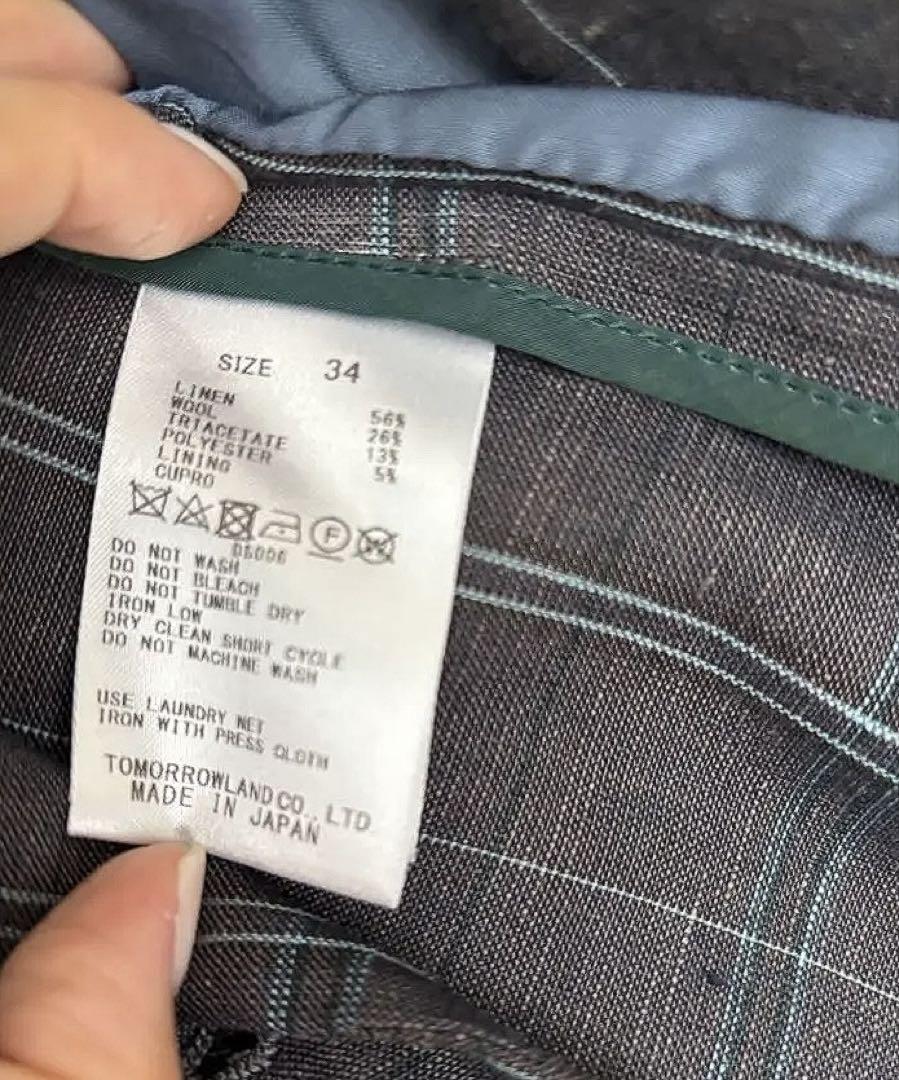 SIZE 34
LINEN 56%
WOOL 26%
TRIACETATE 13%
POLYESTER 5%
LINING
CUPRO
F W
DS006
DO NOT WASH
DO NOT BLEACH
DO NOT TUMBLE DRY
IRON LOW
DRY CLEAN SHORT CYCLE
DO NOT MACHINE WASH
USE LAUNDRY NET
IRON WITH PRESS CLOTH
TOMORROWLAND CO., LTD
MADE IN JAPAN